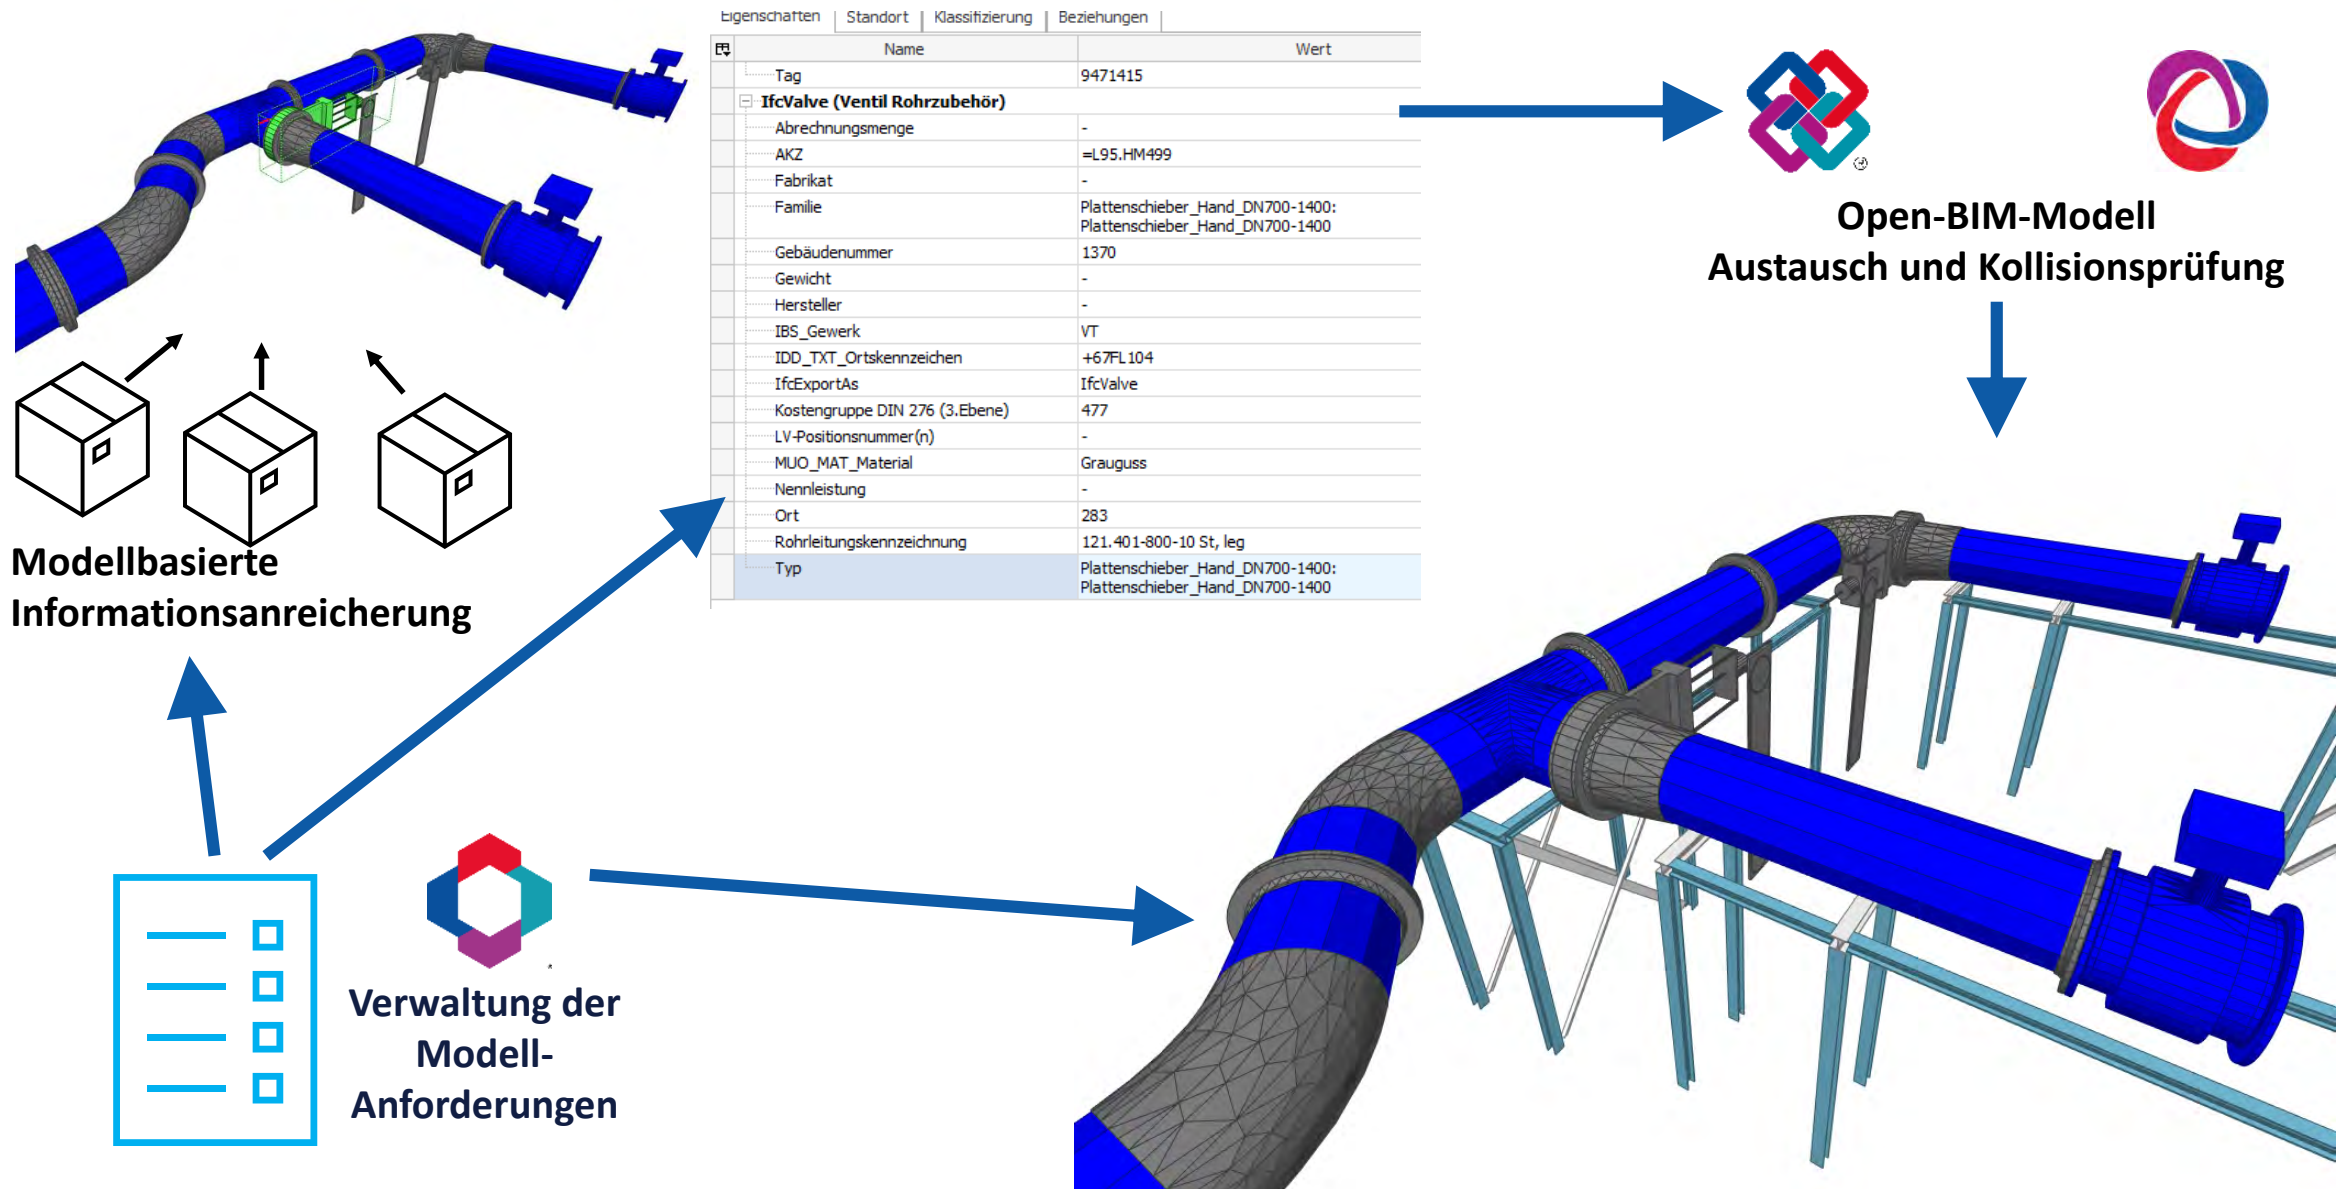 Eigenschaften Standort Klassifizierung Beziehungen
Name Wert
Tag 9471415
IfcValve (Ventil Rohrzubehör)
Abrechnungsmenge -
AKZ =L95.HM499
Fabrikat -
Familie Plattenschieber_Hand_DN700-1400:
Plattenschieber_Hand_DN700-1400
Gebäudenummer 1370
Gewicht -
Hersteller -
IBS_Gewerk VT
IDD_TXT_Ortskennzeichen +67FL104
IfcExportAs IfcValve
Kostengruppe DIN 276 (3.Ebene) 477
LV-Positionsnummer(n) -
MUO_MAT_Material Grauguss
Nennleistung -
Ort 283
Rohrleitungskennzeichnung 121.401-800-10 St, leg
Typ Plattenschieber_Hand_DN700-1400:
Plattenschieber_Hand_DN700-1400
Open-BIM-Modell
Austausch und Kollisionsprüfung
Modellbasierte
Informationsanreicherung
Verwaltung der
Modell-
Anforderungen